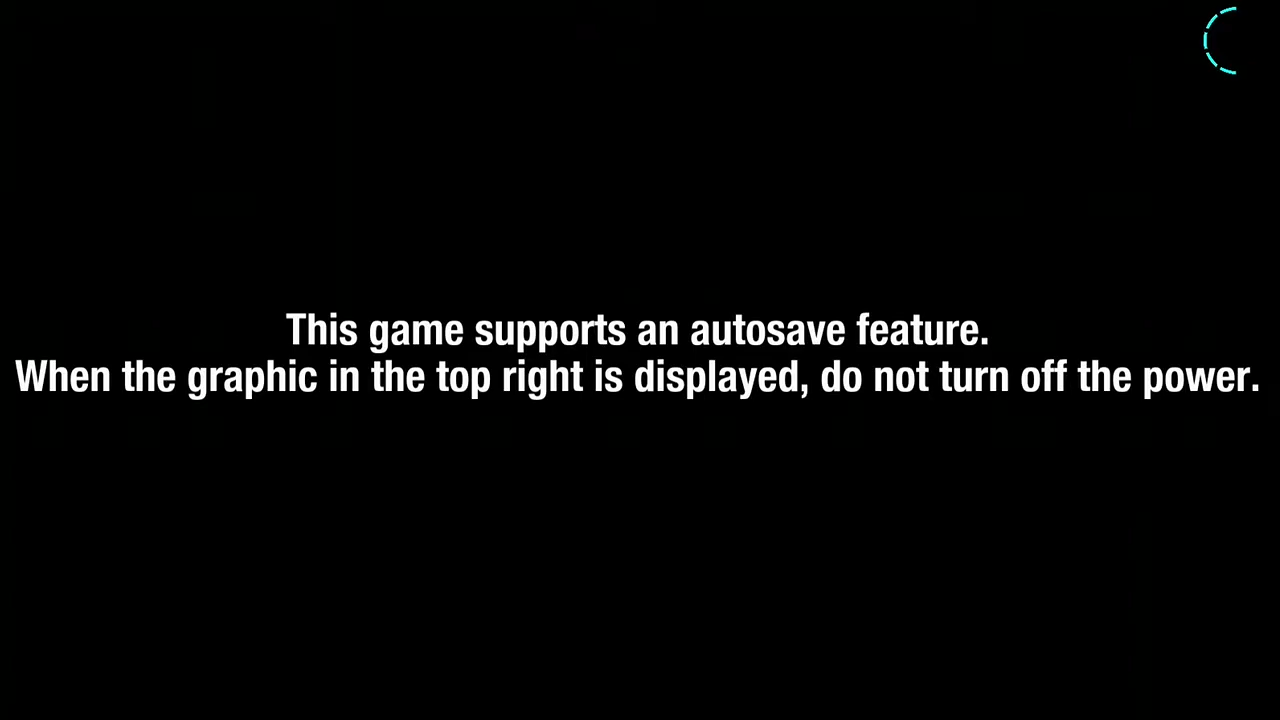 This game supports an autosave feature.
When the graphic in the top right is displayed, do not turn off the power.